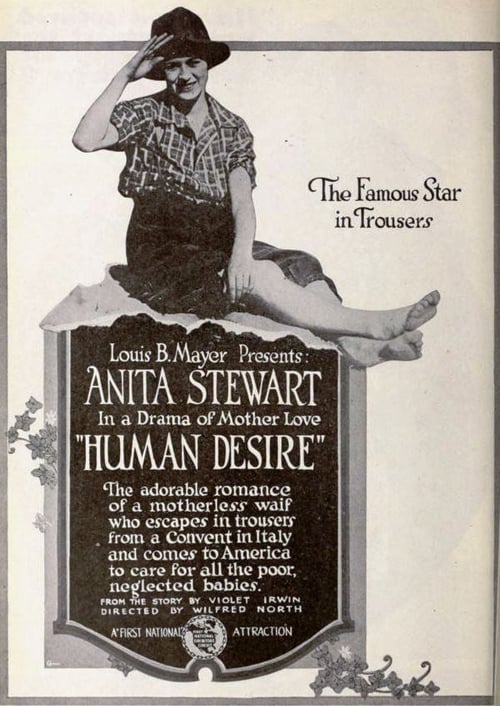 The Famous Star
in Trousers
Louis B. Mayer Presents:
ANITA STEWART
In a Drama of Mother Love
"HUMAN DESIRE"
The adorable romance
of a motherless waif
who escapes in trousers
from a Convent in Italy
and comes to America
to care for all the poor,
neglected babies.
FROM THE STORY BY VIOLET IRWIN
DIRECTED BY WILFRED NORTH
A "FIRST NATIONAL" ATTRACTION